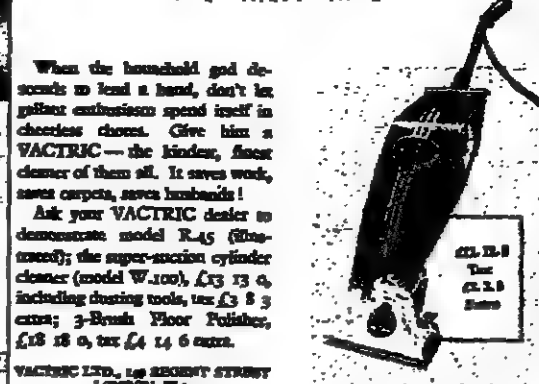 When the household god de-
scends to lend a hand, don't let
gallant enthusiasm spend itself in
cheerless chores. Give him a
VACTRIC — the kindest, finest
cleaner of them all. It saves work,
saves carpets, saves husbands!
Ask your VACTRIC dealer to
demonstrate model R.45 (illus-
trated); the super-suction cylinder
cleaner (model W.100), £13 13 0,
including dusting tools, tax £3 8 3
extra; 3-Brush Floor Polisher,
£18 18 0, tax £4 14 6 extra.
VACTRIC LTD., REGENT STREET
Tax